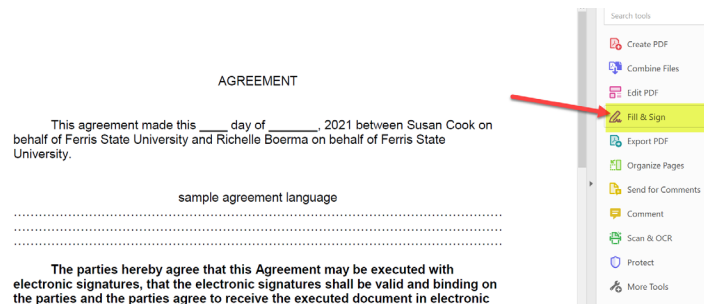 AGREEMENT
This agreement made this ____ day of _______, 2021 between Susan Cook on
behalf of Ferris State University and Richelle Boerma on behalf of Ferris State
University.
sample agreement language
The parties hereby agree that this Agreement may be executed with
electronic signatures, that the electronic signatures shall be valid and binding on
the parties and the parties agree to receive the executed document in electronic
Search tools
Create PDF
Combine Files
Edit PDF
Fill & Sign
Export PDF
Organize Pages
Send for Comments
Comment
Scan & OCR
Protect
More Tools